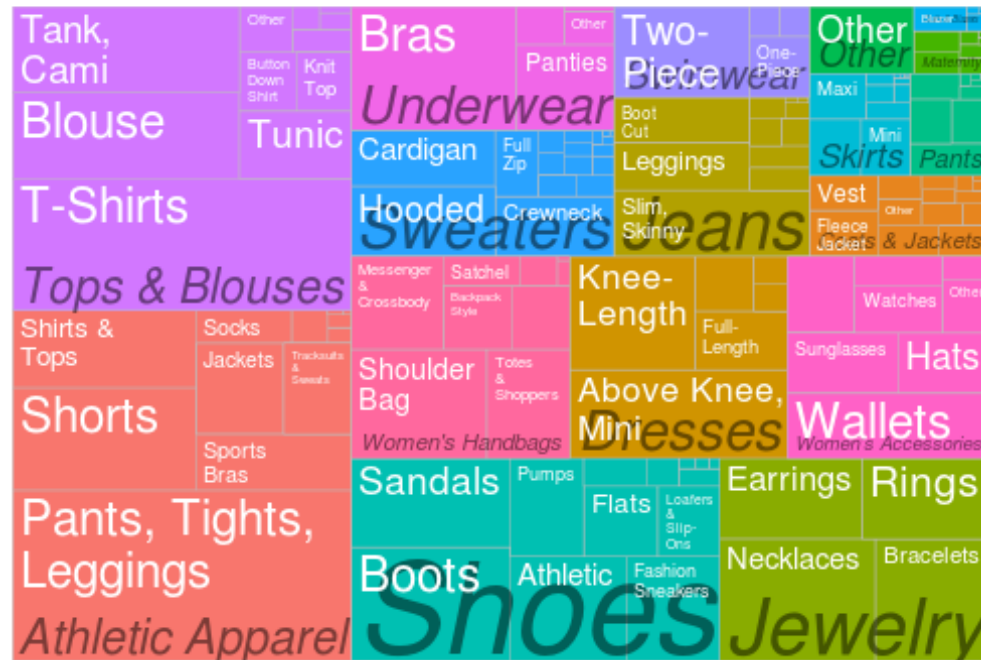 Tank,
Cami
Other
Button
Down
Shirt
Knit
Top
Blouse
Tunic
T-Shirts
Tops & Blouses
Shirts &
Tops
Socks
Jackets
Tracksuits
&
Sweats
Shorts
Sports
Bras
Pants, Tights,
Leggings
Athletic Apparel
Bras
Other
Panties
Underwear
Cardigan
Full
Zip
Hooded
Crewneck
Sweaters
Two-
Piece
One-
Piece
Swimwear
Boot
Cut
Leggings
Slim,
Skinny
Jeans
Other
Other
Blazer
Maternity
Maxi
Mini
Skirts
Pants
Vest
Other
Fleece
Jacket
Coats & Jackets
Messenger
&
Crossbody
Satchel
Backpack
Style
Shoulder
Bag
Totes
&
Shoppers
Women's Handbags
Knee-
Length
Full-
Length
Above Knee,
Mini
Dresses
Watches
Other
Sunglasses
Hats
Wallets
Women's Accessories
Sandals
Pumps
Flats
Loafers
&
Slip-
Ons
Boots
Athletic
Fashion
Sneakers
Shoes
Earrings
Rings
Necklaces
Bracelets
Jewelry